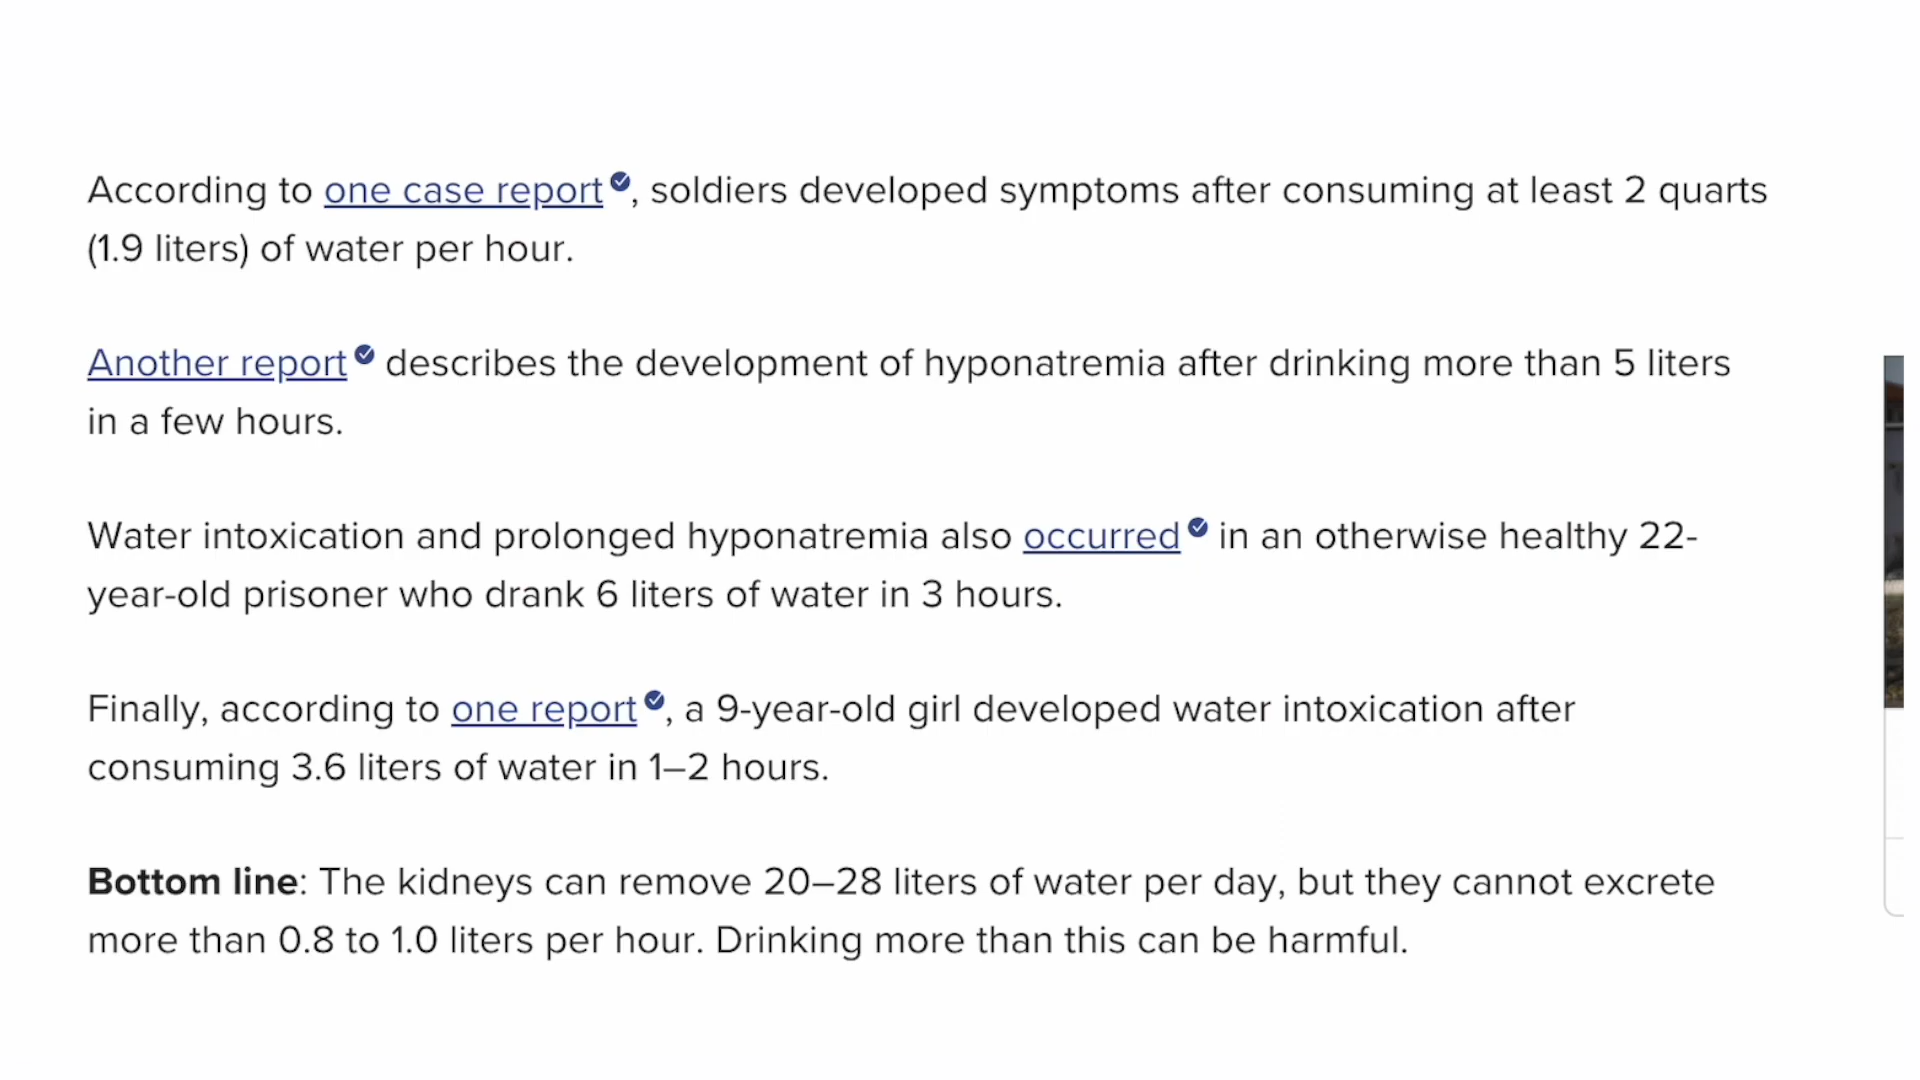 According to one case report, soldiers developed symptoms after consuming at least 2 quarts
(1.9 liters) of water per hour.
Another report describes the development of hyponatremia after drinking more than 5 liters
in a few hours.
Water intoxication and prolonged hyponatremia also occurred in an otherwise healthy 22-
year-old prisoner who drank 6 liters of water in 3 hours.
Finally, according to one report, a 9-year-old girl developed water intoxication after
consuming 3.6 liters of water in 1–2 hours.
Bottom line: The kidneys can remove 20–28 liters of water per day, but they cannot excrete
more than 0.8 to 1.0 liters per hour. Drinking more than this can be harmful.